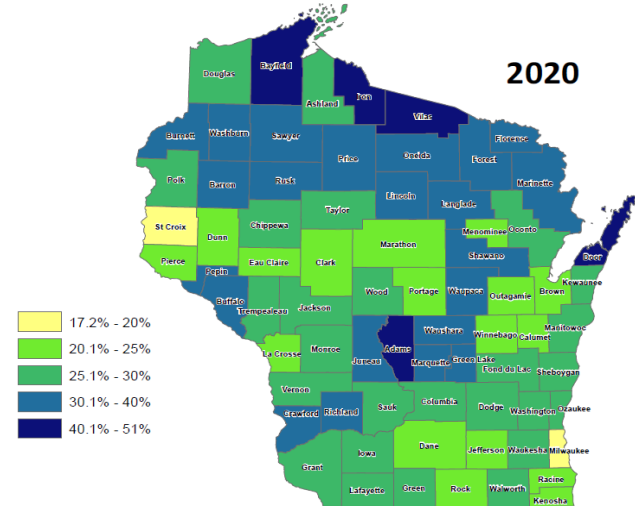 2020
Bayfield
Douglas
Ashland
Iron
Vilas
Burnett
Washburn
Sawyer
Florence
Price
Oneida
Forest
Marinette
Polk
Barron
Rusk
Lincoln
Langlade
Taylor
Oconto
St Croix
Chippewa
Menominee
Dunn
Marathon
Shawano
Door
Pierce
Eau Claire
Clark
Pepin
Kewaunee
Wood
Portage
Waupaca
Outagamie
Brown
Buffalo
Trempealeau
Jackson
17.2% - 20%
20.1% - 25%
25.1% - 30%
30.1% - 40%
40.1% - 51%
Waushara
Winnebago
Calumet
Manitowoc
La Crosse
Monroe
Juneau
Adams
Marquette
Green Lake
Fond du Lac
Sheboygan
Vernon
Crawford
Richland
Sauk
Columbia
Dodge
Washington
Ozaukee
Grant
Iowa
Dane
Jefferson
Waukesha
Milwaukee
Lafayette
Green
Rock
Walworth
Racine
Kenosha